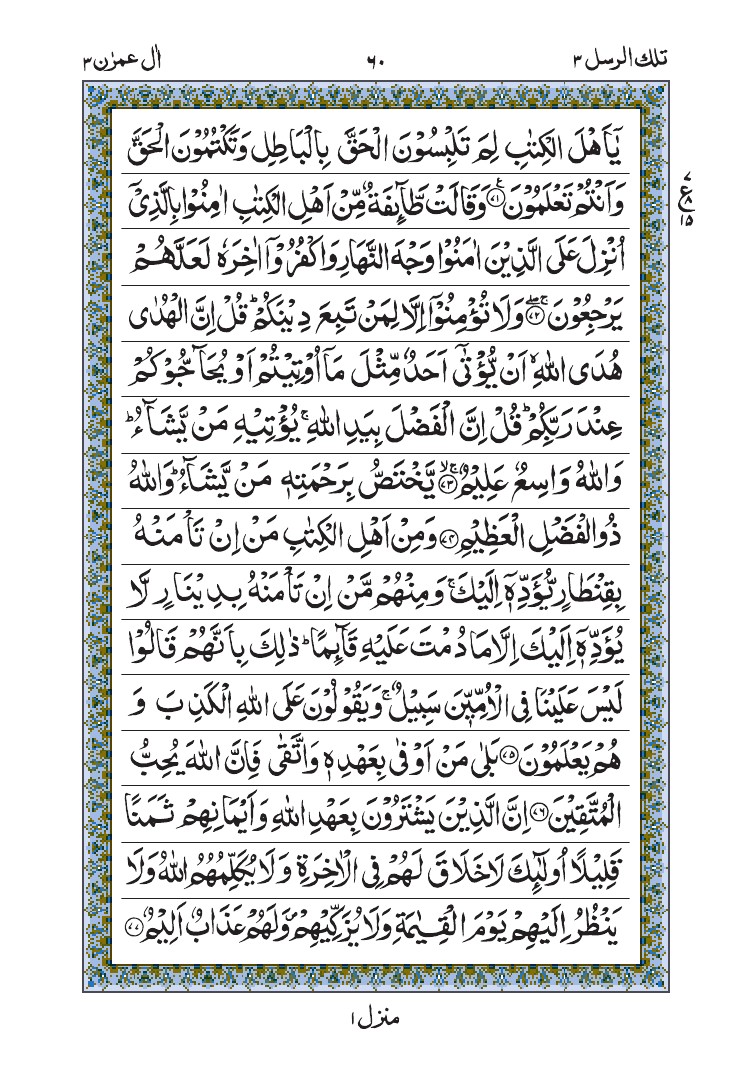 تلك الرسل ٣ ٦٠ اٰل عمرٰن ٣
يٰۤاَهْلَ الْكِتٰبِ لِمَ تَلْبِسُوْنَ الْحَقَّ بِالْبَاطِلِ وَتَكْتُمُوْنَ الْحَقَّ
وَاَنْتُمْ تَعْلَمُوْنَ ﴿٧١﴾ وَقَالَتْ طَّآئِفَةٌ مِّنْ اَهْلِ الْكِتٰبِ اٰمِنُوْا بِالَّذِيْۤ
ع ٧ ٨ ١٥
اُنْزِلَ عَلَى الَّذِيْنَ اٰمَنُوْا وَجْهَ النَّهَارِ وَاكْفُرُوْۤا اٰخِرَهٗ لَعَلَّهُمْ
يَرْجِعُوْنَ ﴿٧٢﴾ وَلَا تُؤْمِنُوْۤا اِلَّا لِمَنْ تَبِعَ دِيْنَكُمْ ؕ قُلْ اِنَّ الْهُدٰى
هُدَى اللّٰهِ ۙ اَنْ يُّؤْتٰۤى اَحَدٌ مِّثْلَ مَاۤ اُوْتِيْتُمْ اَوْ يُحَآجُّوْكُمْ
عِنْدَ رَبِّكُمْ ؕ قُلْ اِنَّ الْفَضْلَ بِيَدِ اللّٰهِ ۚ يُؤْتِيْهِ مَنْ يَّشَآءُ ؕ
وَاللّٰهُ وَاسِعٌ عَلِيْمٌ ﴿٧٣﴾ يَّخْتَصُّ بِرَحْمَتِهٖ مَنْ يَّشَآءُ ؕ وَاللّٰهُ
ذُو الْفَضْلِ الْعَظِيْمِ ﴿٧٤﴾ وَمِنْ اَهْلِ الْكِتٰبِ مَنْ اِنْ تَاْمَنْهُ
بِقِنْطَارٍ يُّؤَدِّهٖۤ اِلَيْكَ ۚ وَمِنْهُمْ مَّنْ اِنْ تَاْمَنْهُ بِدِيْنَارٍ لَّا
يُؤَدِّهٖۤ اِلَيْكَ اِلَّا مَا دُمْتَ عَلَيْهِ قَآئِمًا ؕ ذٰلِكَ بِاَنَّهُمْ قَالُوْا
لَيْسَ عَلَيْنَا فِى الْاُمِّيّٖنَ سَبِيْلٌ ۚ وَيَقُوْلُوْنَ عَلَى اللّٰهِ الْكَذِبَ وَ
هُمْ يَعْلَمُوْنَ ﴿٧٥﴾ بَلٰى مَنْ اَوْفٰى بِعَهْدِهٖ وَاتَّقٰى فَاِنَّ اللّٰهَ يُحِبُّ
الْمُتَّقِيْنَ ﴿٧٦﴾ اِنَّ الَّذِيْنَ يَشْتَرُوْنَ بِعَهْدِ اللّٰهِ وَاَيْمَانِهِمْ ثَمَنًا
قَلِيْلًا اُولٰٓئِكَ لَا خَلَاقَ لَهُمْ فِى الْاٰخِرَةِ وَلَا يُكَلِّمُهُمُ اللّٰهُ وَلَا
يَنْظُرُ اِلَيْهِمْ يَوْمَ الْقِيٰمَةِ وَلَا يُزَكِّيْهِمْ ۪ وَلَهُمْ عَذَابٌ اَلِيْمٌ ﴿٧٧﴾
منزل ١